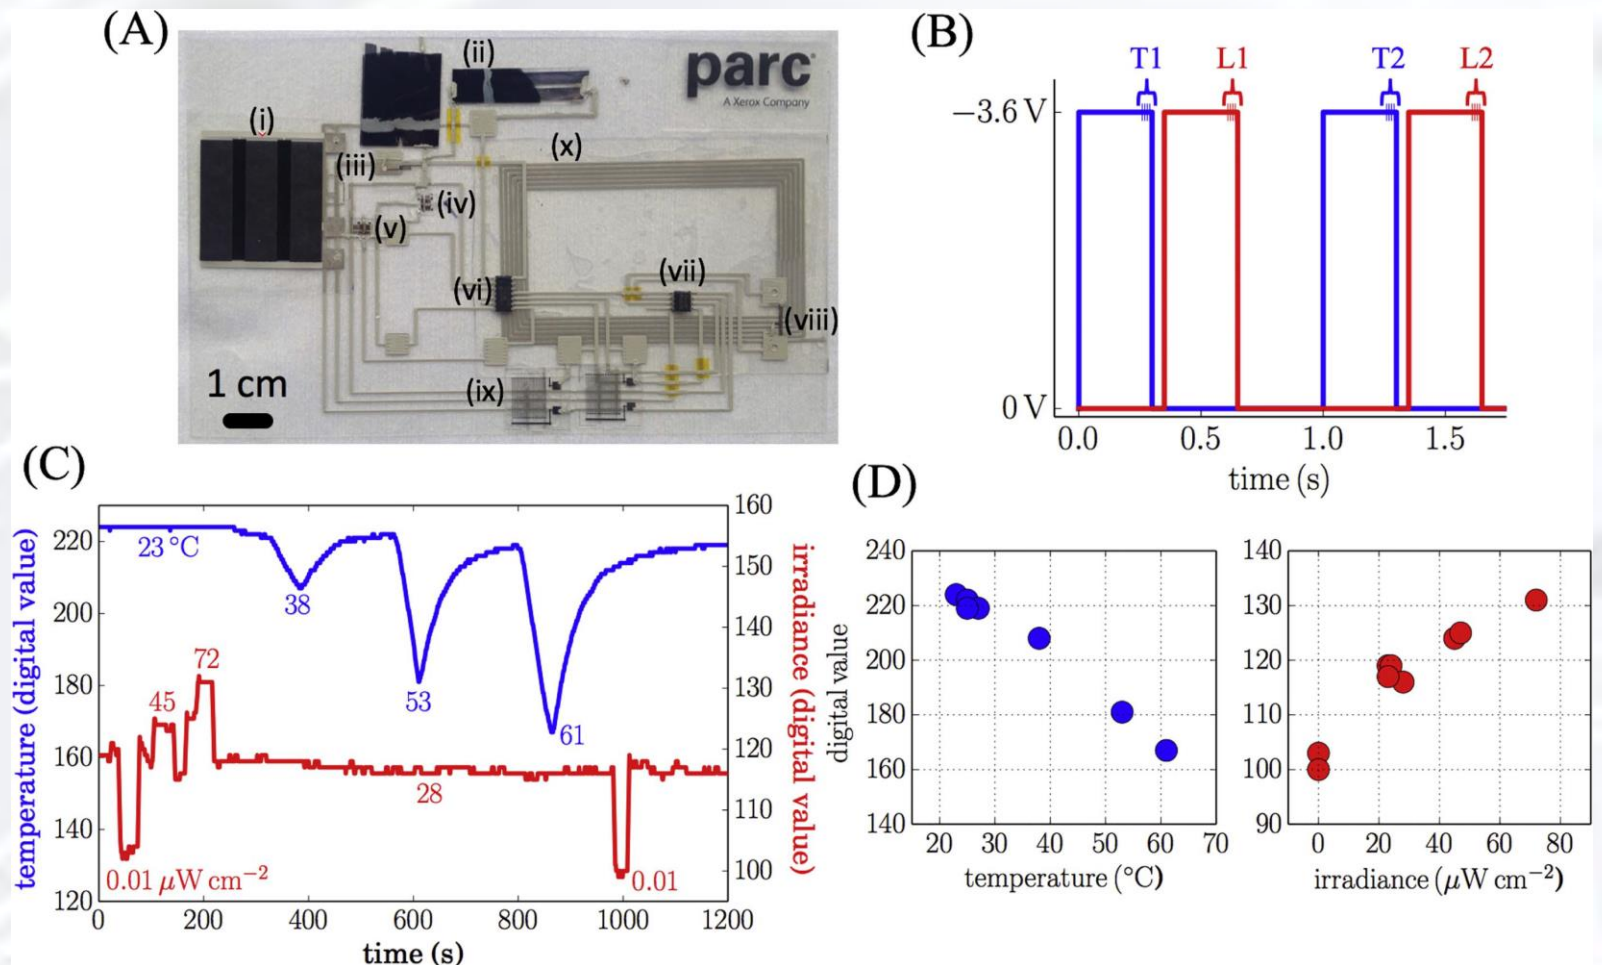 (A)
(i)
(ii)
parc
A Xerox Company
(iii)
(x)
(iv)
(v)
(vi)
(vii)
(viii)
(ix)
1 cm
(B)
T1 L1 T2 L2
−3.6 V
0 V
0.0 0.5 1.0 1.5
time (s)
(C)
temperature (digital value)
220
200
180
160
140
120
23 °C
38
53
61
72
45
28
0.01 μW cm−2
0.01
160
150
140
130
120
110
100
irradiance (digital value)
0 200 400 600 800 1000 1200
time (s)
(D)
digital value
240
220
200
180
160
140
20 30 40 50 60 70
temperature (°C)
140
130
120
110
100
90
0 20 40 60 80
irradiance (μW cm−2)